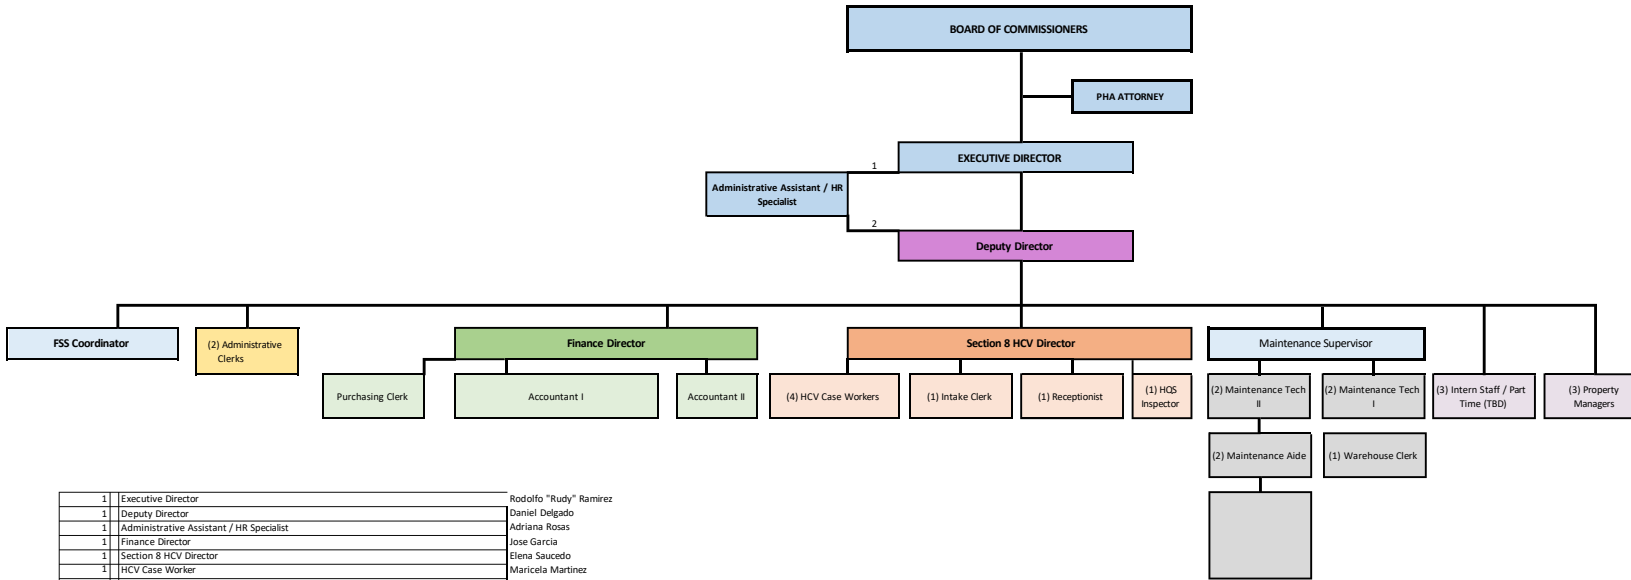 BOARD OF COMMISSIONERS
PHA ATTORNEY
EXECUTIVE DIRECTOR
1
Administrative Assistant / HR
Specialist
2
Deputy Director
FSS Coordinator
(2) Administrative
Clerks
Finance Director
Section 8 HCV Director
Maintenance Supervisor
Purchasing Clerk
Accountant I
Accountant II
(4) HCV Case Workers
(1) Intake Clerk
(1) Receptionist
(1) HQS
Inspector
(2) Maintenance Tech
II
(2) Maintenance Tech
I
(3) Intern Staff / Part
Time (TBD)
(3) Property
Managers
(2) Maintenance Aide
(1) Warehouse Clerk
1 Executive Director Rodolfo "Rudy" Ramirez
1 Deputy Director Daniel Delgado
1 Administrative Assistant / HR Specialist Adriana Rosas
1 Finance Director Jose Garcia
1 Section 8 HCV Director Elena Saucedo
1 HCV Case Worker Maricela Martinez